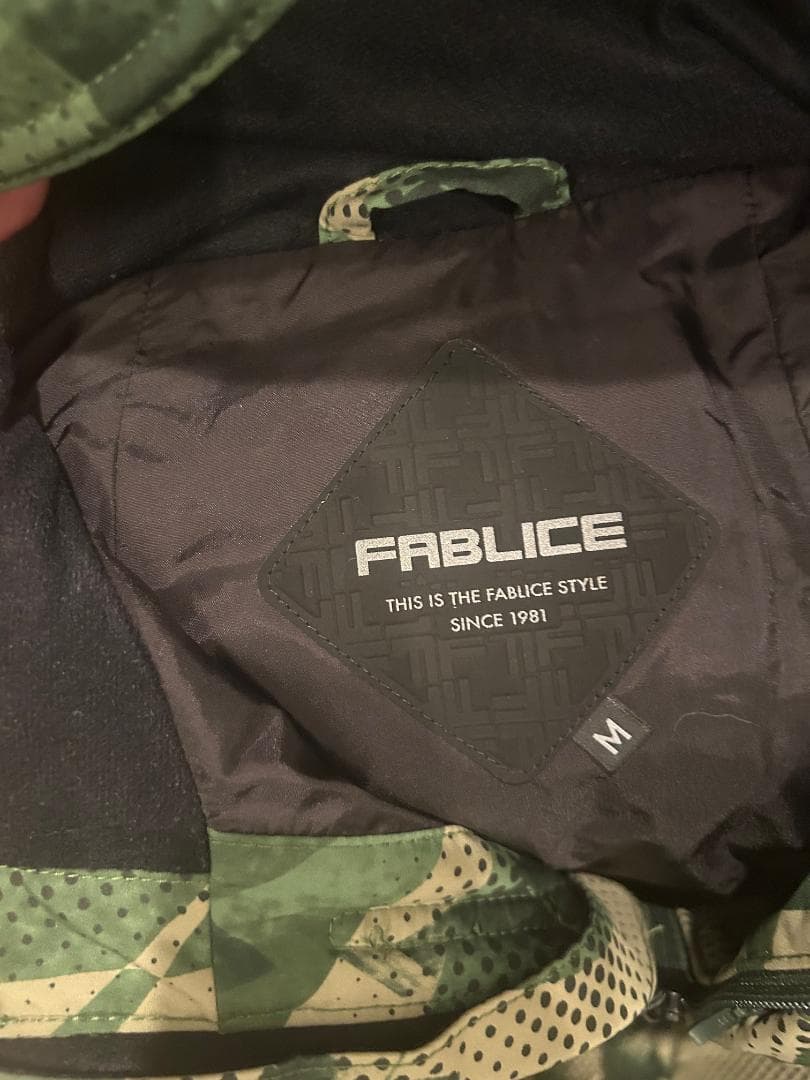 FABLICE
THIS IS THE FABLICE STYLE
SINCE 1981
M